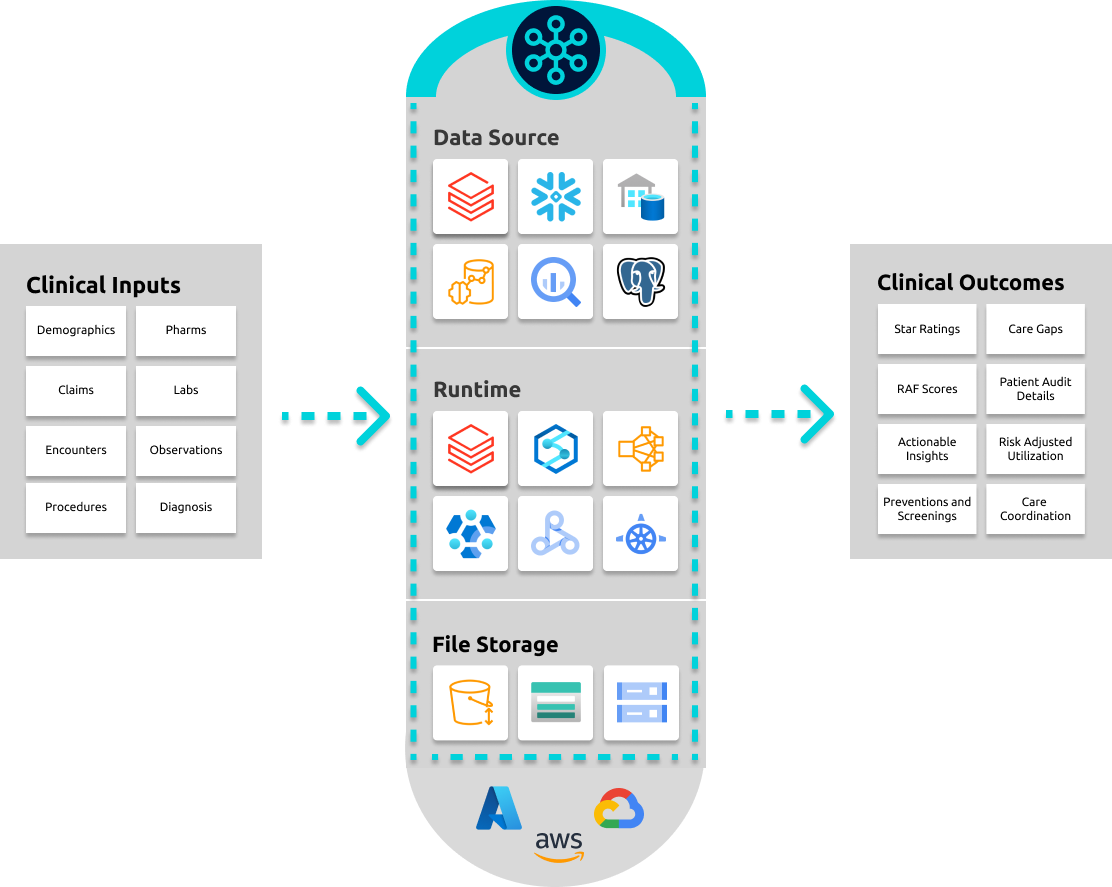 Data Source
Runtime
File Storage
aws
Clinical Inputs
Demographics
Pharms
Claims
Labs
Encounters
Observations
Procedures
Diagnosis
Clinical Outcomes
Star Ratings
Care Gaps
RAF Scores
Patient Audit
Details
Actionable
Insights
Risk Adjusted
Utilization
Preventions and
Screenings
Care
Coordination